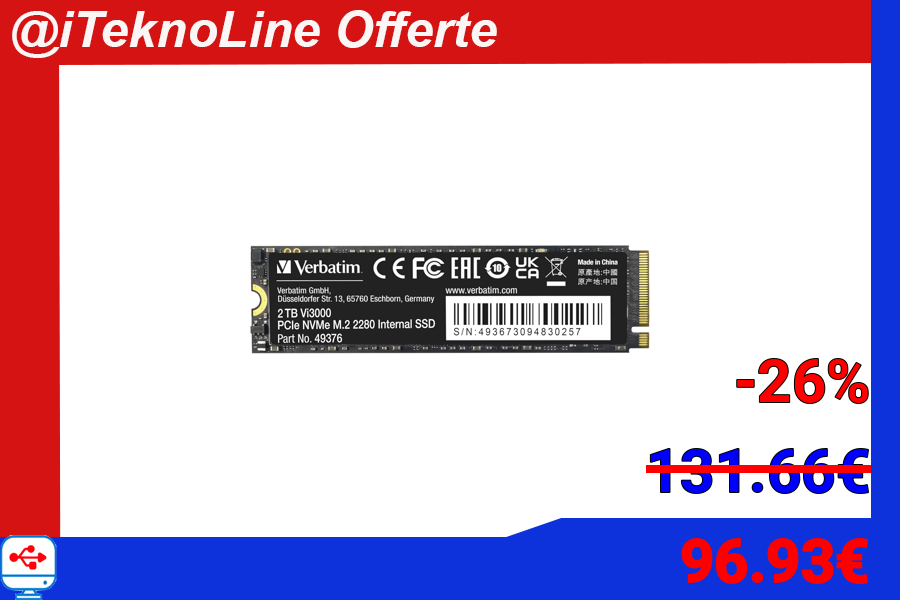 @iTeknoLine Offerte
Verbatim.
CE FC EAC 10 UK CA
Made in China
原產地:中國
原产地:中国
Verbatim GmbH,
Düsseldorfer Str. 13, 65760 Eschborn, Germany
www.verbatim.com
2 TB Vi3000
PCIe NVMe M.2 2280 Internal SSD
Part No. 49376
S/N:493673094830257
-26%
131.66€
96.93€